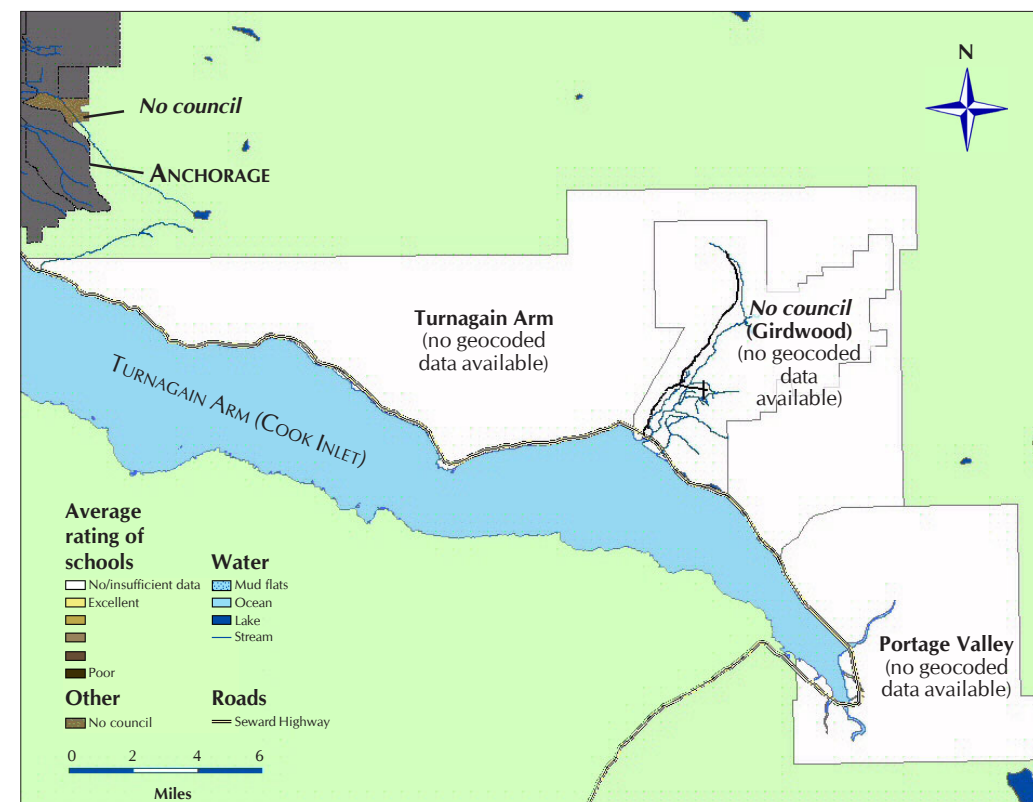 N
No council
ANCHORAGE
Turnagain Arm
(no geocoded
data available)
No council
(Girdwood)
(no geocoded
data
available)
TURNAGAIN ARM (COOK INLET)
Portage Valley
(no geocoded
data available)
Average
rating of
schools
No/insufficient data
Excellent
Poor
Other
No council
Water
Mud flats
Ocean
Lake
Stream
Roads
Seward Highway
0 2 4 6
Miles